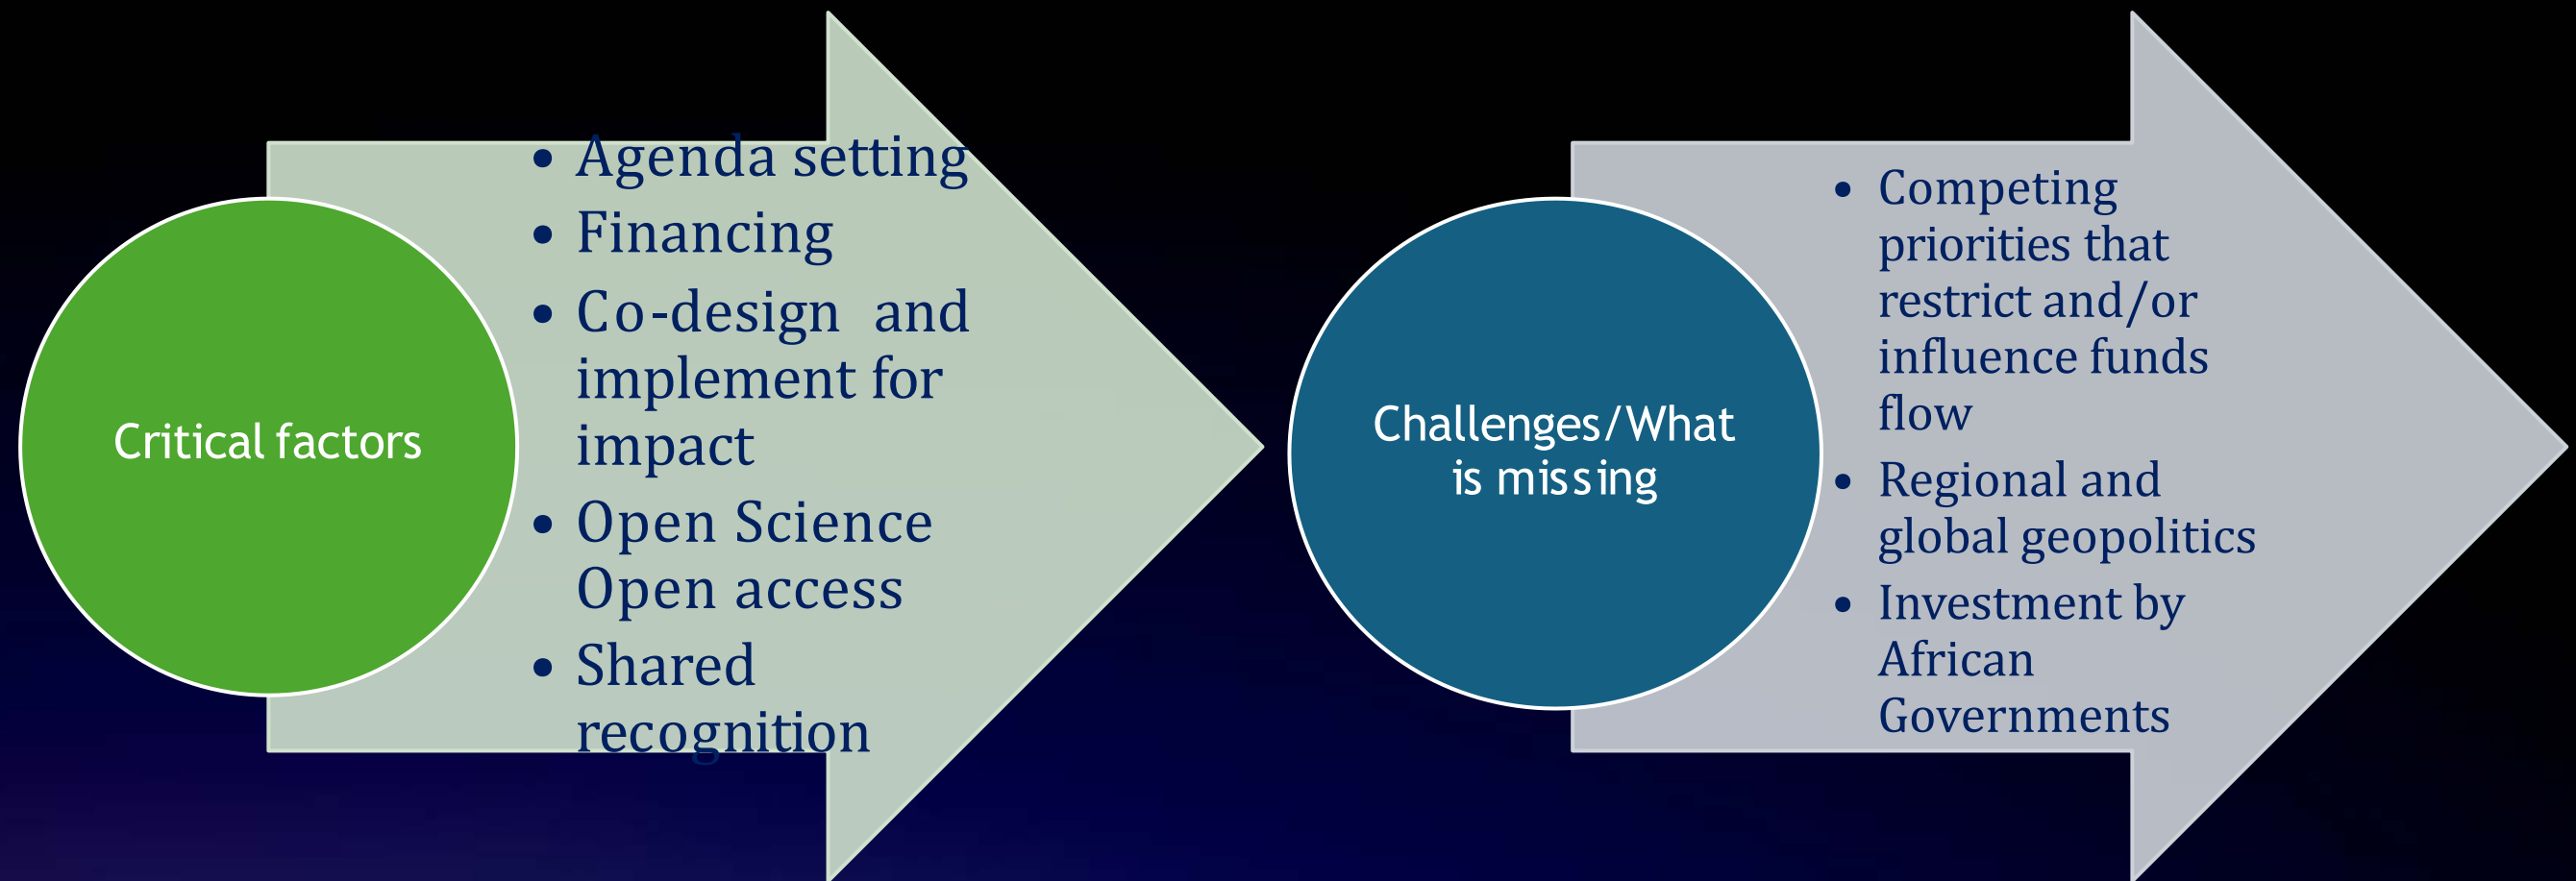 Critical factors
• Agenda setting
• Financing
• Co-design and
implement for
impact
• Open Science
Open access
• Shared
recognition
Challenges/What
is missing
• Competing
priorities that
restrict and/or
influence funds
flow
• Regional and
global geopolitics
• Investment by
African
Governments